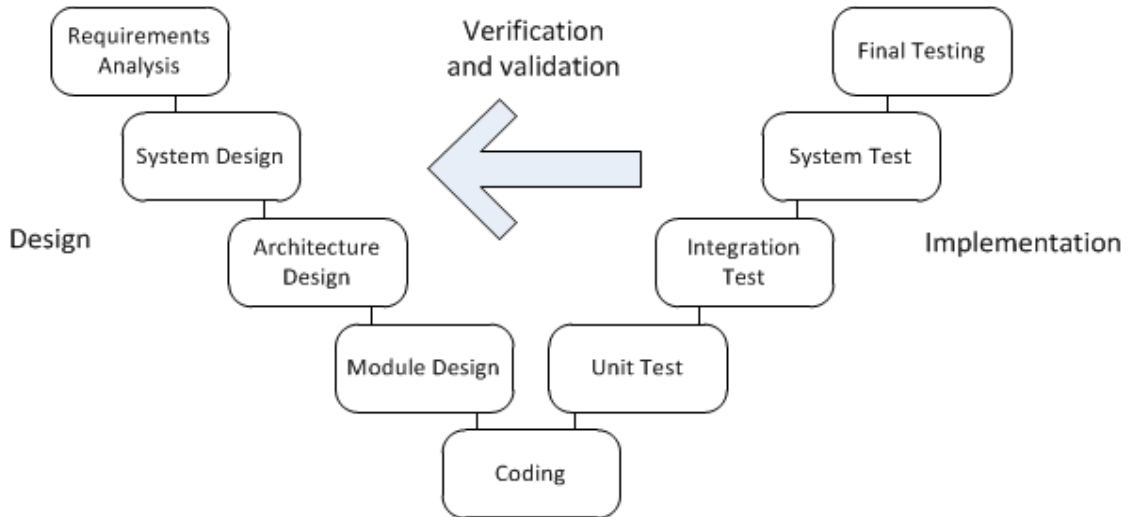 Requirements
Analysis
Verification
and validation
Final Testing
System Design
System Test
Design
Architecture
Design
Integration
Test
Implementation
Module Design
Unit Test
Coding